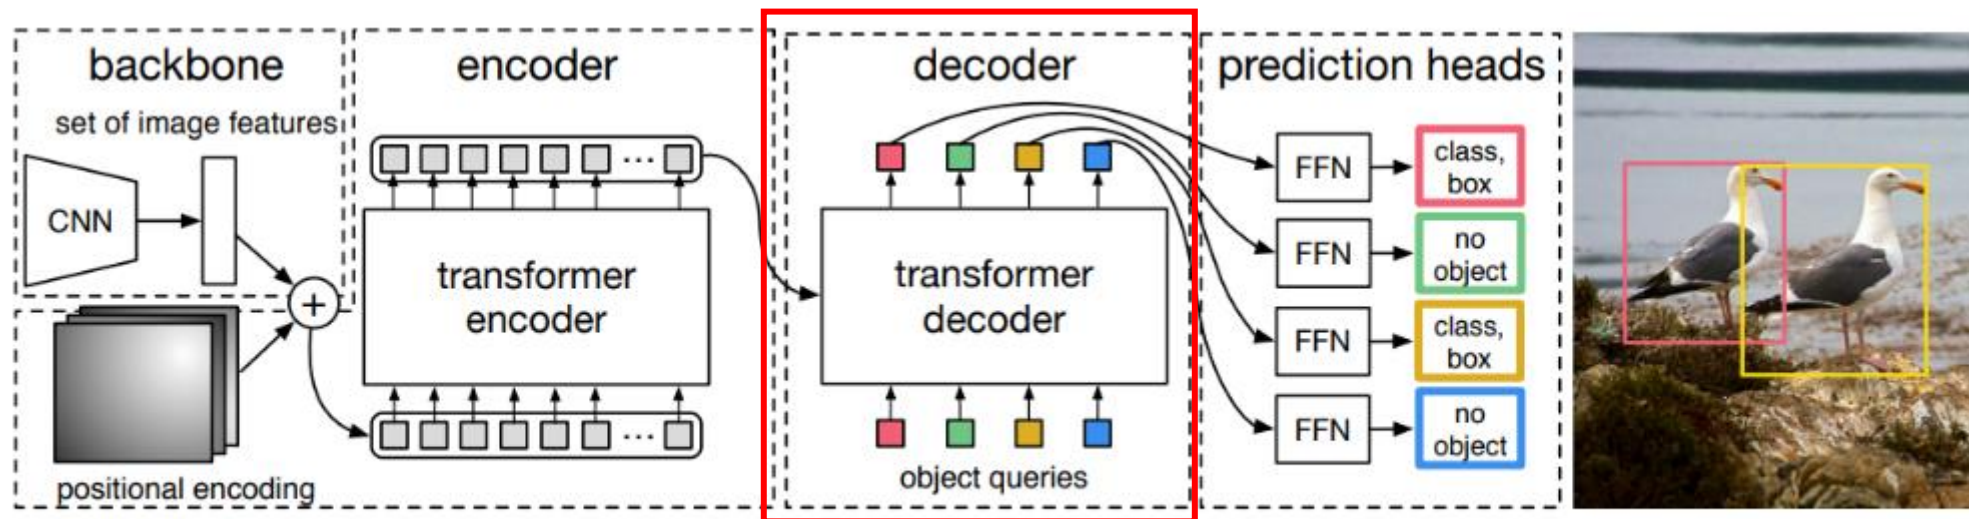 backbone
set of image features
CNN
+
positional encoding
encoder
...
transformer
encoder
...
decoder
transformer
decoder
object queries
prediction heads
FFN
class,
box
FFN
no
object
FFN
class,
box
FFN
no
object